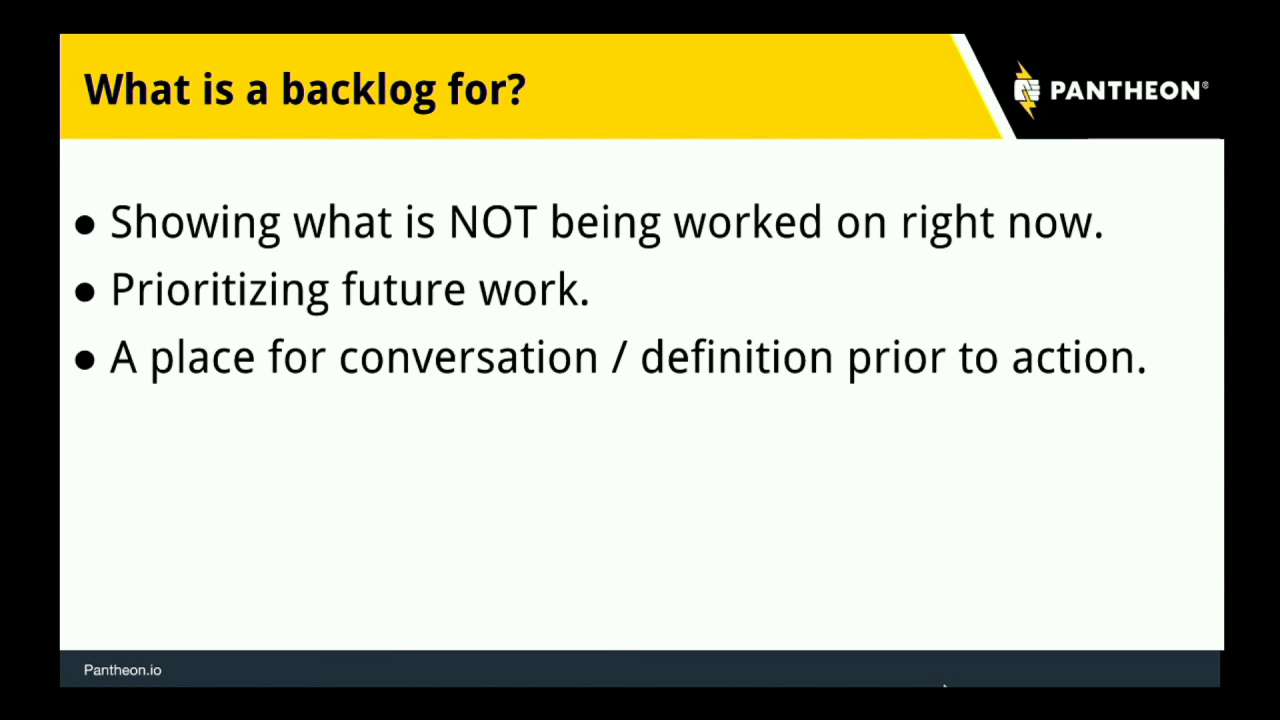 What is a backlog for?
PANTHEON®
● Showing what is NOT being worked on right now.
● Prioritizing future work.
● A place for conversation / definition prior to action.
Pantheon.io